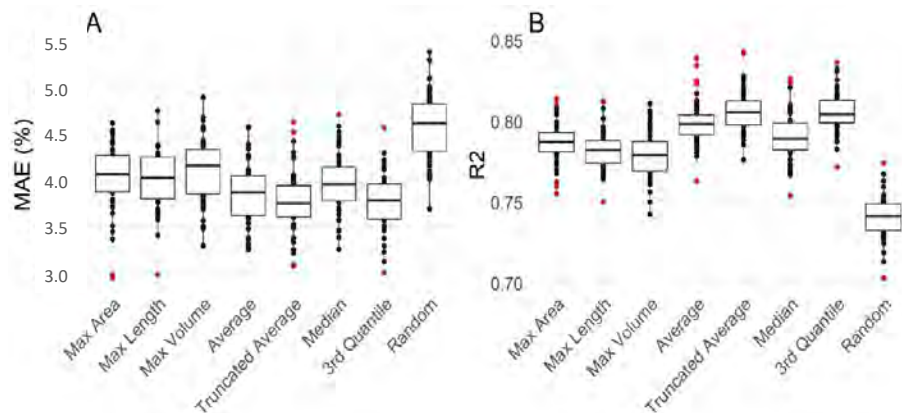 A
MAE (%)
5.5
5.0
4.5
4.0
3.5
3.0
Max Area
Max Length
Max Volume
Average
Truncated Average
Median
3rd Quantile
Random
B
R2
0.85
0.80
0.75
0.70
Max Area
Max Length
Max Volume
Average
Truncated Average
Median
3rd Quantile
Random